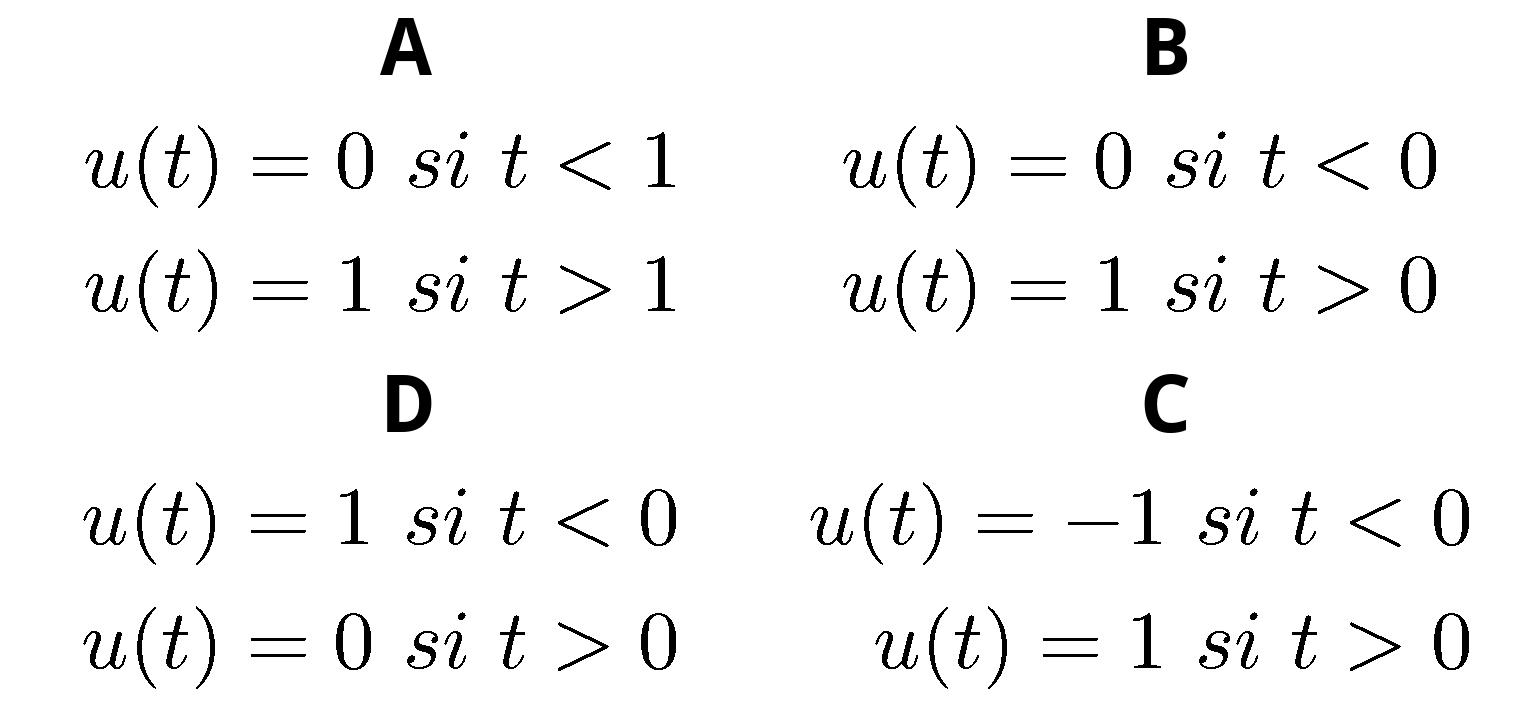 A
u(t) = 0 si t < 1
u(t) = 1 si t > 1
B
u(t) = 0 si t < 0
u(t) = 1 si t > 0
D
u(t) = 1 si t < 0
u(t) = 0 si t > 0
C
u(t) = −1 si t < 0
u(t) = 1 si t > 0